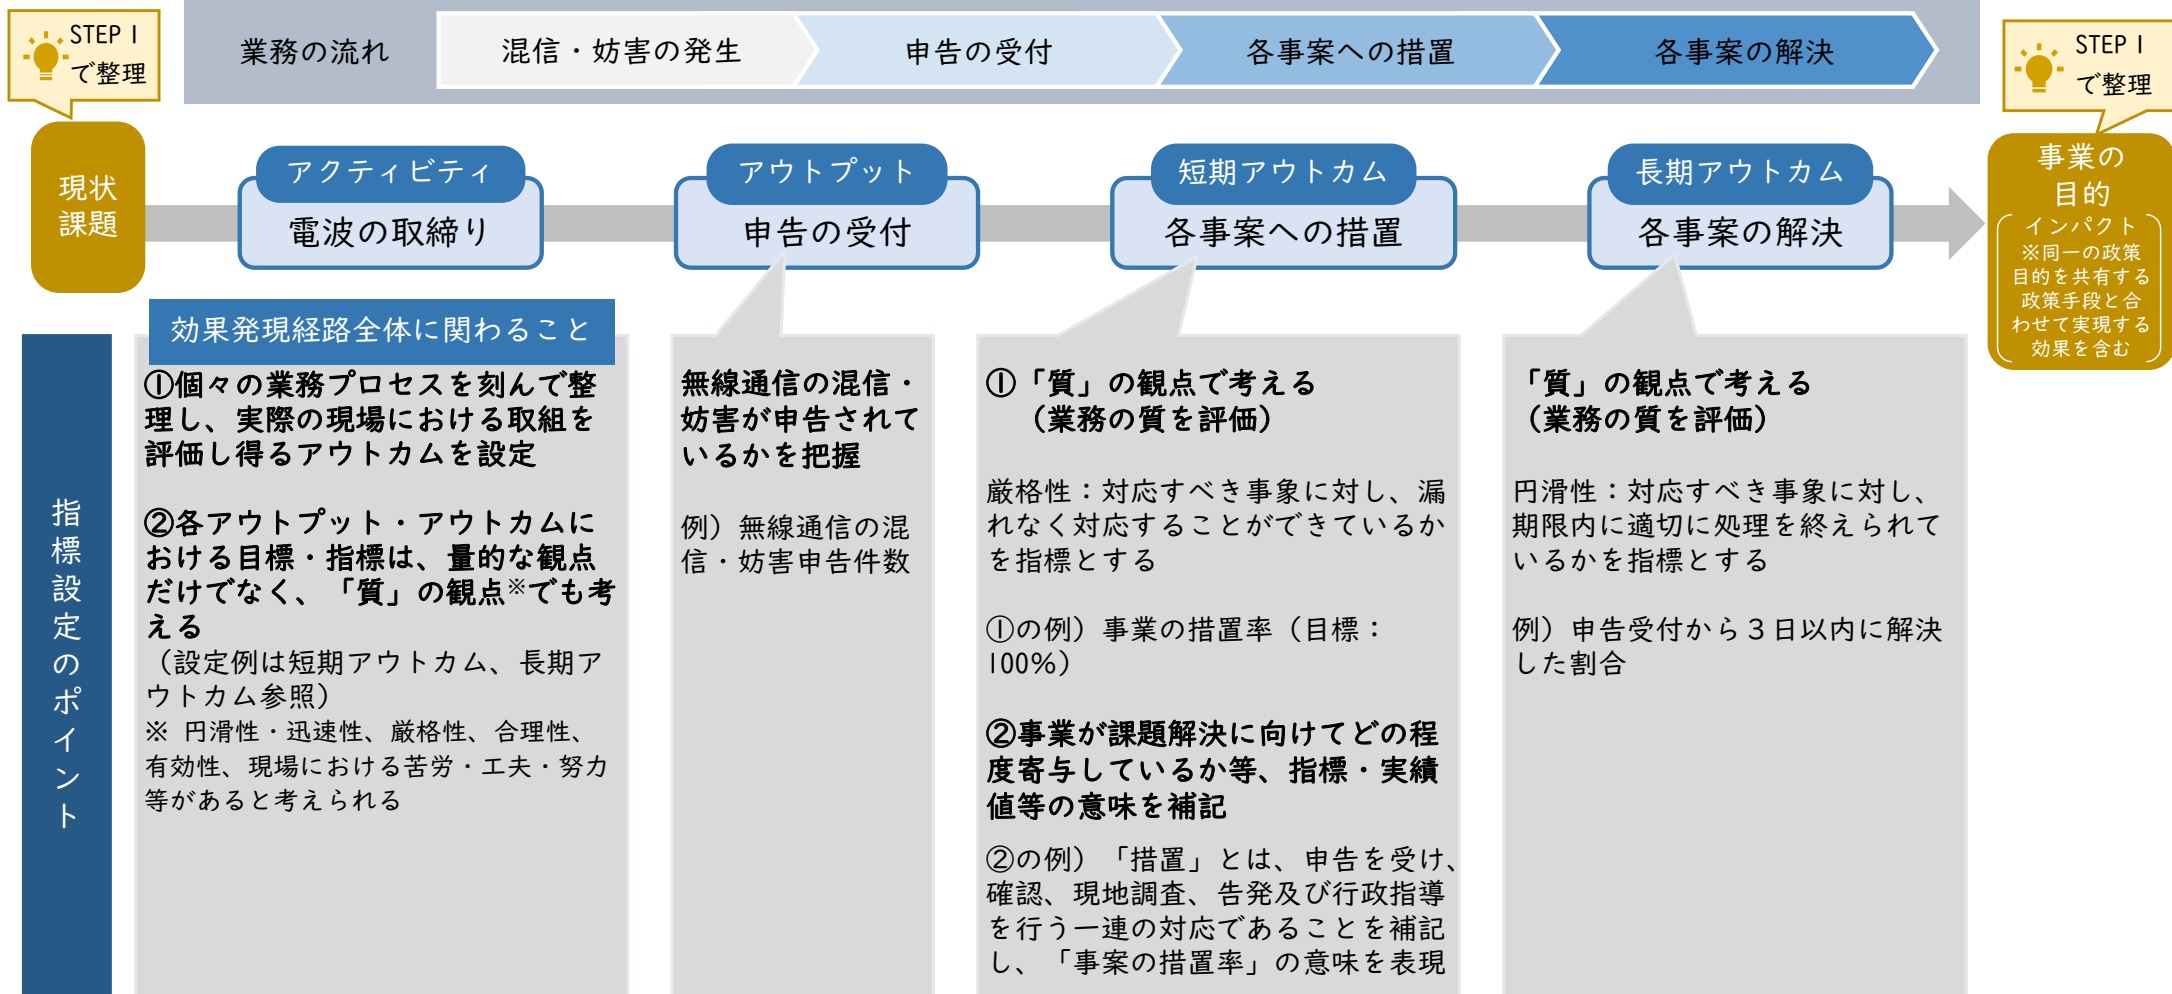 STEP 1
で整理
業務の流れ
混信・妨害の発生
申告の受付
各事案への措置
各事案の解決
STEP 1
で整理
現状
課題
アクティビティ
電波の取締り
アウトプット
申告の受付
短期アウトカム
各事案への措置
長期アウトカム
各事案の解決
事業の
目的
インパクト
※同一の政策
目的を共有する
政策手段と合
わせて実現する
効果を含む
指標設定のポイント
効果発現経路全体に関わること
①個々の業務プロセスを刻んで整
理し、実際の現場における取組を
評価し得るアウトカムを設定
②各アウトプット・アウトカムに
おける目標・指標は、量的な観点
だけでなく、「質」の観点※でも考
える
（設定例は短期アウトカム、長期ア
ウトカム参照）
※ 円滑性・迅速性、厳格性、合理性、
有効性、現場における苦労・工夫・努力
等があると考えられる
無線通信の混信・
妨害が申告されて
いるかを把握
例）無線通信の混
信・妨害申告件数
①「質」の観点で考える
（業務の質を評価）
厳格性：対応すべき事象に対し、漏
れなく対応することができているか
を指標とする
①の例）事業の措置率（目標：
100%）
②事業が課題解決に向けてどの程
度寄与しているか等、指標・実績
値等の意味を補記
②の例）「措置」とは、申告を受け、
確認、現地調査、告発及び行政指導
を行う一連の対応であることを補記
し、「事案の措置率」の意味を表現
「質」の観点で考える
（業務の質を評価）
円滑性：対応すべき事象に対し、
期限内に適切に処理を終えられて
いるかを指標とする
例）申告受付から３日以内に解決
した割合